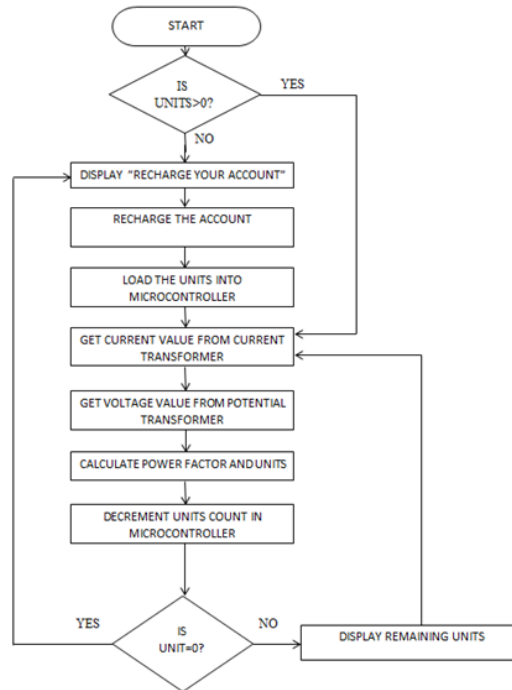 START
IS
UNITS>0?
YES
NO
DISPLAY "RECHARGE YOUR ACCOUNT"
RECHARGE THE ACCOUNT
LOAD THE UNITS INTO
MICROCONTROLLER
GET CURRENT VALUE FROM CURRENT
TRANSFORMER
GET VOLTAGE VALUE FROM POTENTIAL
TRANSFORMER
CALCULATE POWER FACTOR AND UNITS
DECREMENT UNITS COUNT IN
MICROCONTROLLER
YES
IS
UNIT=0?
NO
DISPLAY REMAINING UNITS